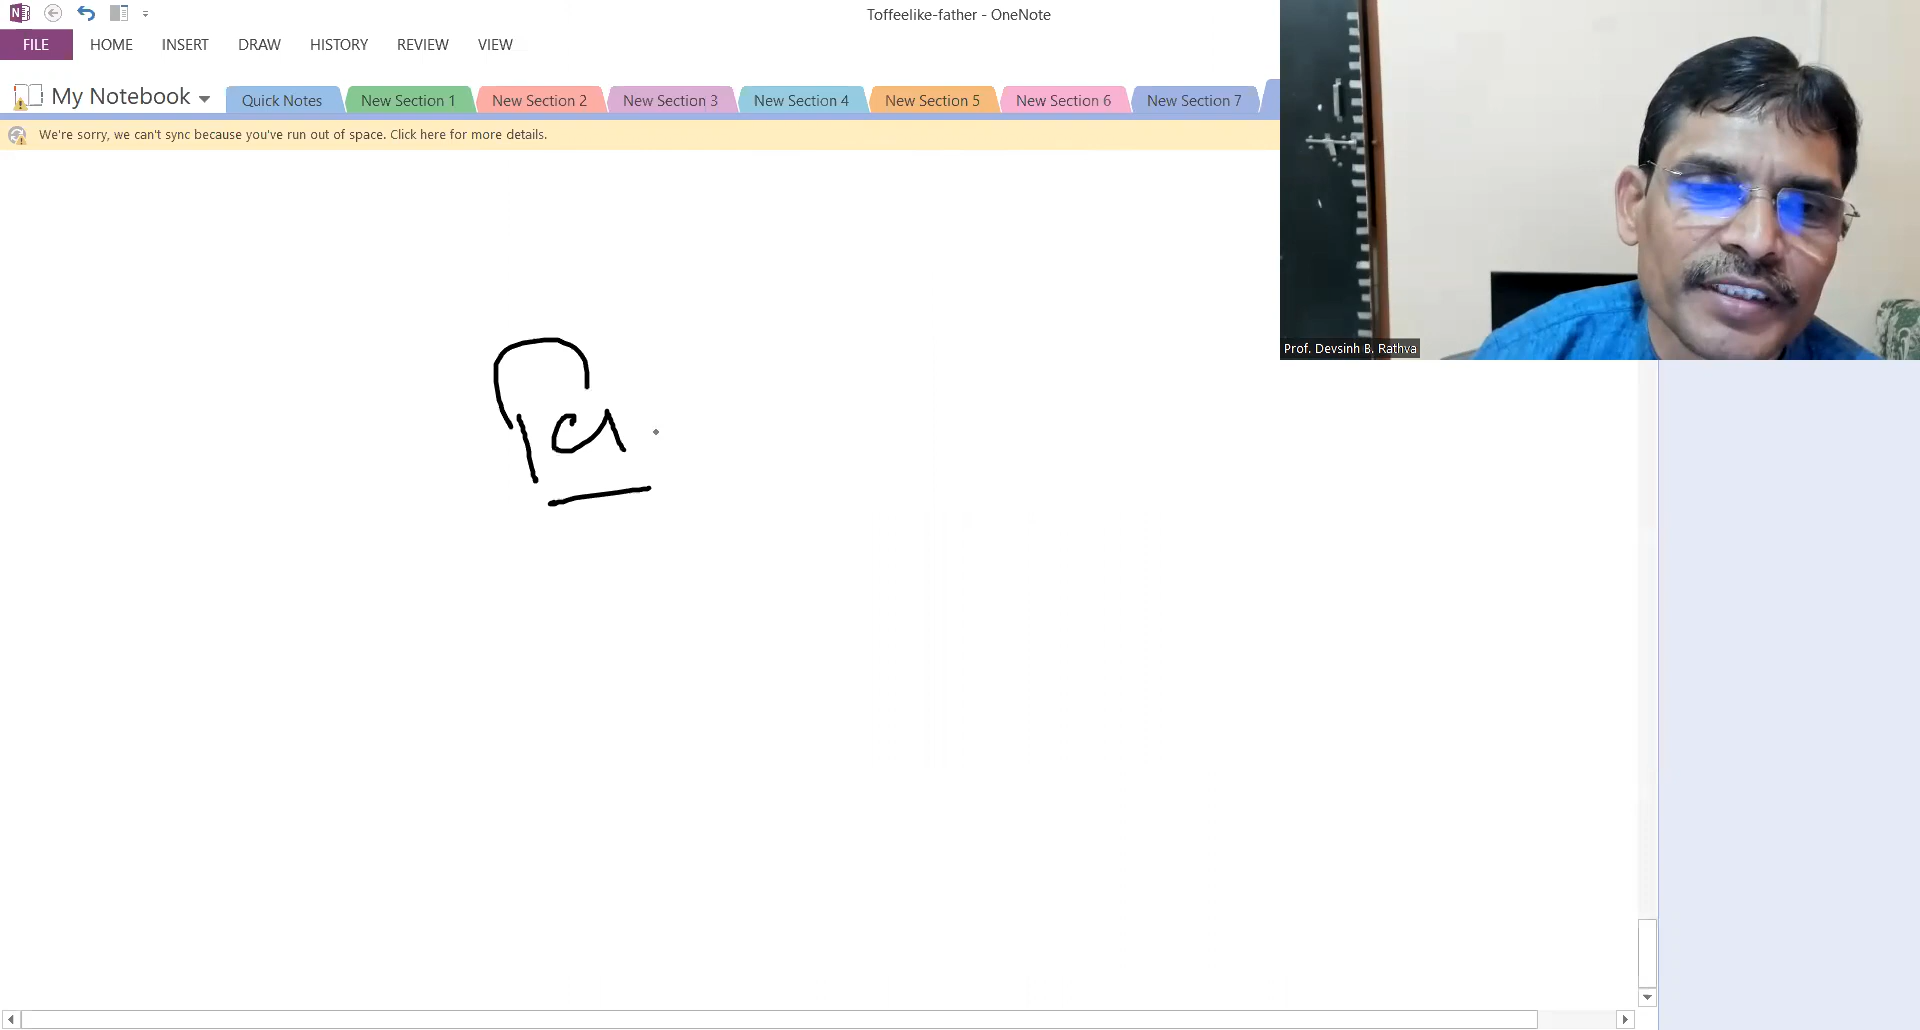 Toffeelike-father - OneNote
FILE HOME INSERT DRAW HISTORY REVIEW VIEW
My Notebook Quick Notes New Section 1 New Section 2 New Section 3 New Section 4 New Section 5 New Section 6 New Section 7
We're sorry, we can't sync because you've run out of space. Click here for more details.
Prof. Devsinh B. Rathva